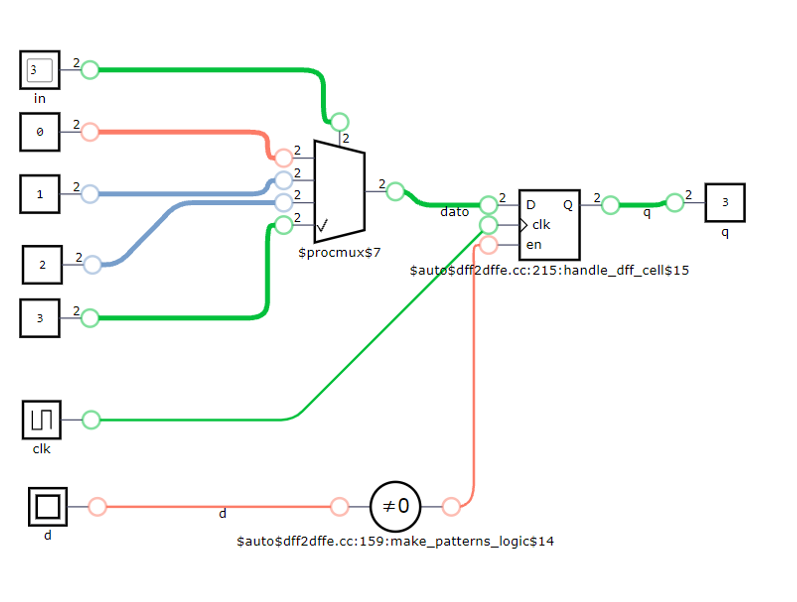 3
2
in
0
2
1
2
2
2
3
2
2
2
2
2
2
✓
$procmux$7
2
dato
2
D
Q
clk
en
2
q
2
3
q
$auto$dff2dffe.cc:215:handle_dff_cell$15
clk
d
d
≠0
$auto$dff2dffe.cc:159:make_patterns_logic$14